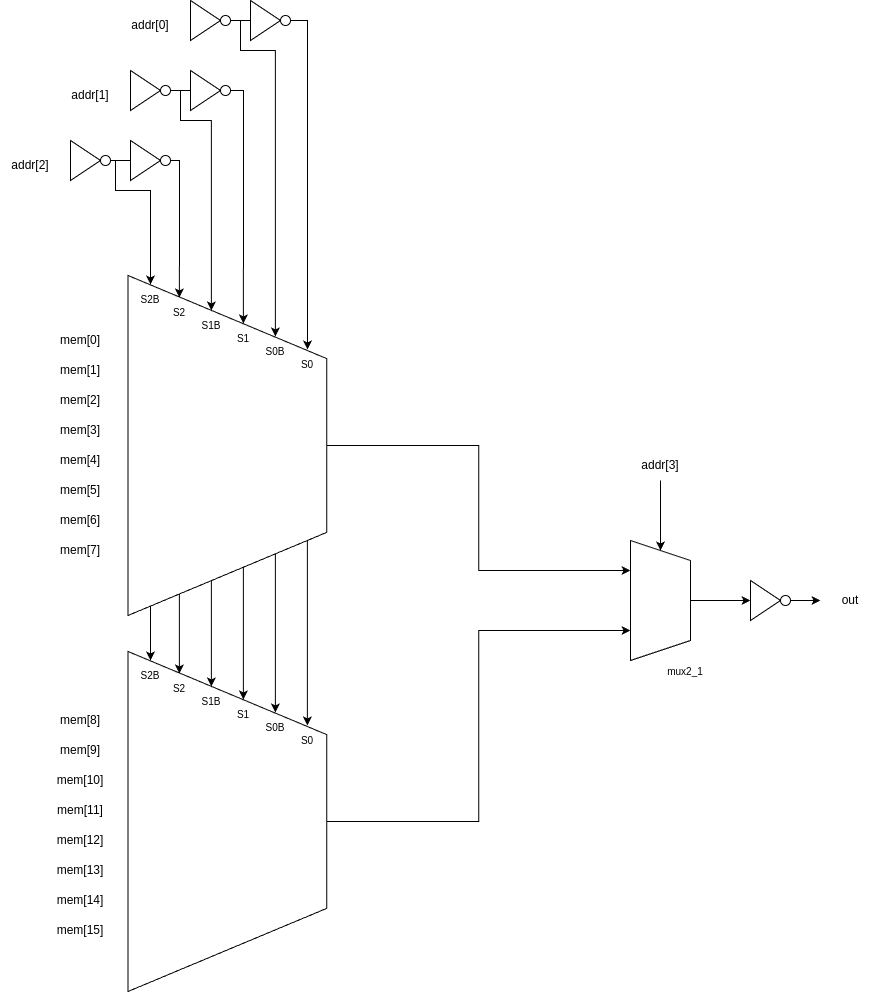 addr[0]
addr[1]
addr[2]
S2B
S2
S1B
S1
S0B
S0
mem[0]
mem[1]
mem[2]
mem[3]
mem[4]
mem[5]
mem[6]
mem[7]
addr[3]
out
mux2_1
S2B
S2
S1B
S1
S0B
S0
mem[8]
mem[9]
mem[10]
mem[11]
mem[12]
mem[13]
mem[14]
mem[15]